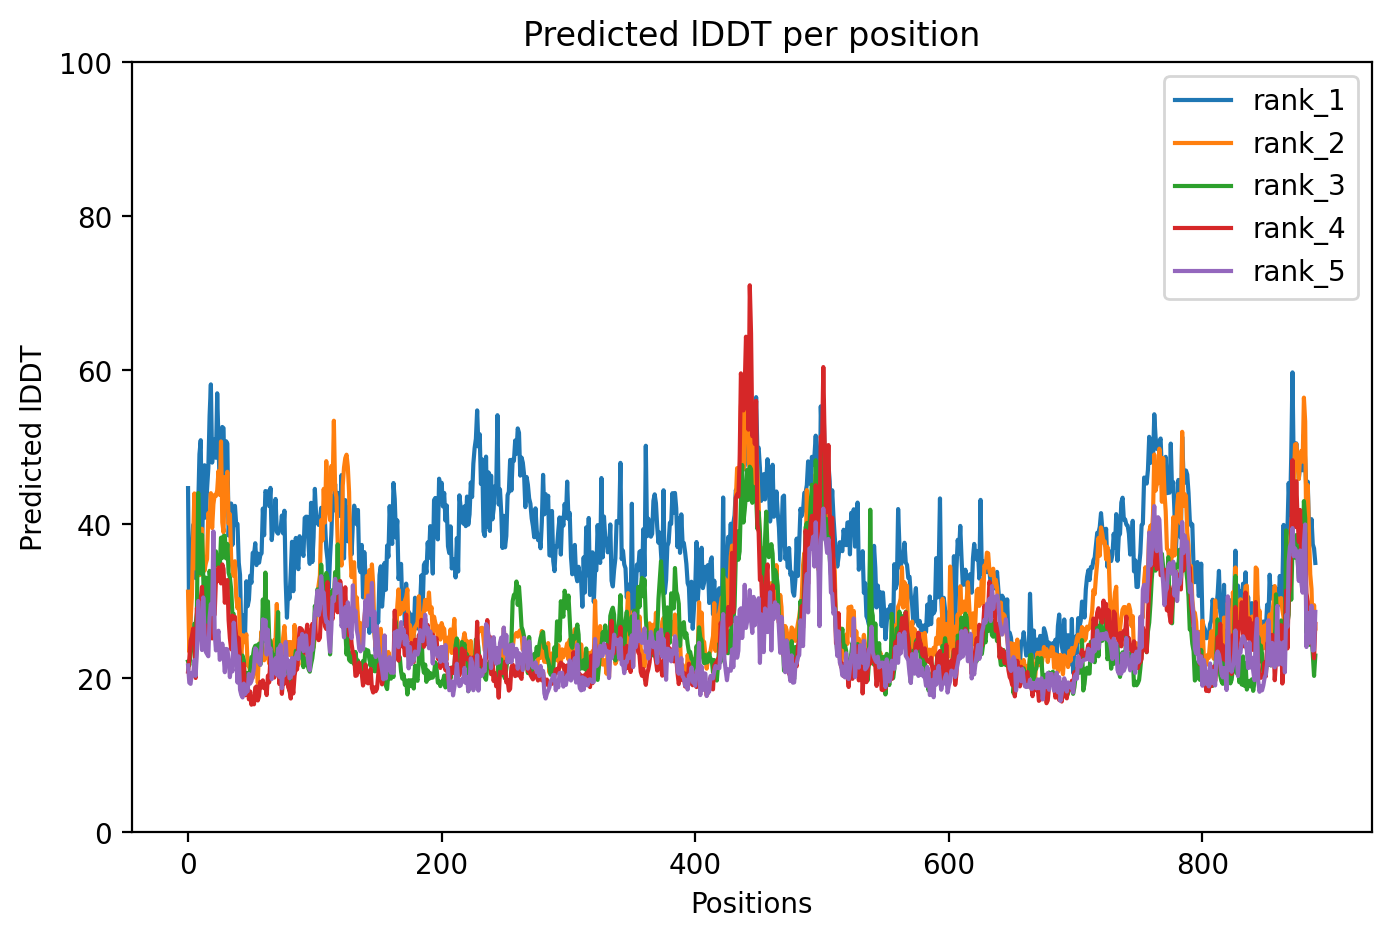 Predicted lDDT per position
100
80
60
40
20
0
Predicted lDDT
0
200
400
600
800
Positions
rank_1
rank_2
rank_3
rank_4
rank_5